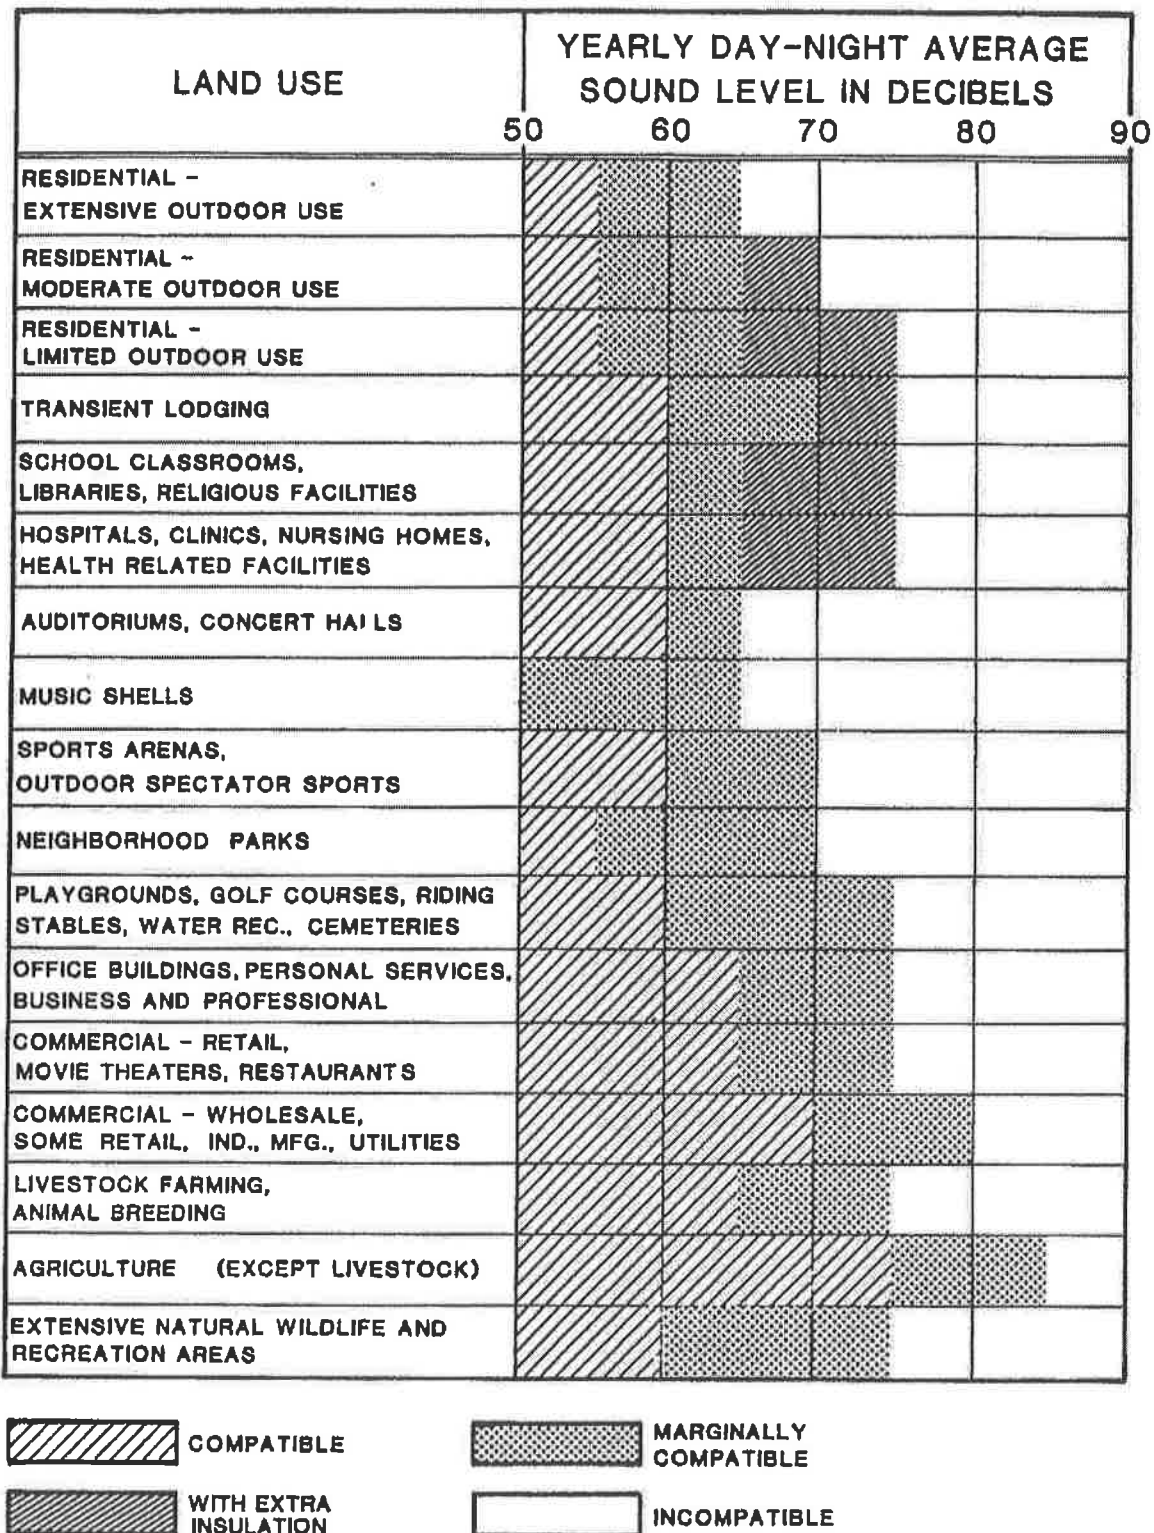 LAND USE
YEARLY DAY-NIGHT AVERAGE
SOUND LEVEL IN DECIBELS
50 60 70 80 90
RESIDENTIAL -
EXTENSIVE OUTDOOR USE
RESIDENTIAL -
MODERATE OUTDOOR USE
RESIDENTIAL -
LIMITED OUTDOOR USE
TRANSIENT LODGING
SCHOOL CLASSROOMS,
LIBRARIES, RELIGIOUS FACILITIES
HOSPITALS, CLINICS, NURSING HOMES,
HEALTH RELATED FACILITIES
AUDITORIUMS, CONCERT HALLS
MUSIC SHELLS
SPORTS ARENAS,
OUTDOOR SPECTATOR SPORTS
NEIGHBORHOOD PARKS
PLAYGROUNDS, GOLF COURSES, RIDING
STABLES, WATER REC., CEMETERIES
OFFICE BUILDINGS, PERSONAL SERVICES,
BUSINESS AND PROFESSIONAL
COMMERCIAL - RETAIL,
MOVIE THEATERS, RESTAURANTS
COMMERCIAL - WHOLESALE,
SOME RETAIL, IND., MFG., UTILITIES
LIVESTOCK FARMING,
ANIMAL BREEDING
AGRICULTURE (EXCEPT LIVESTOCK)
EXTENSIVE NATURAL WILDLIFE AND
RECREATION AREAS
COMPATIBLE
MARGINALLY
COMPATIBLE
WITH EXTRA
INSULATION
INCOMPATIBLE